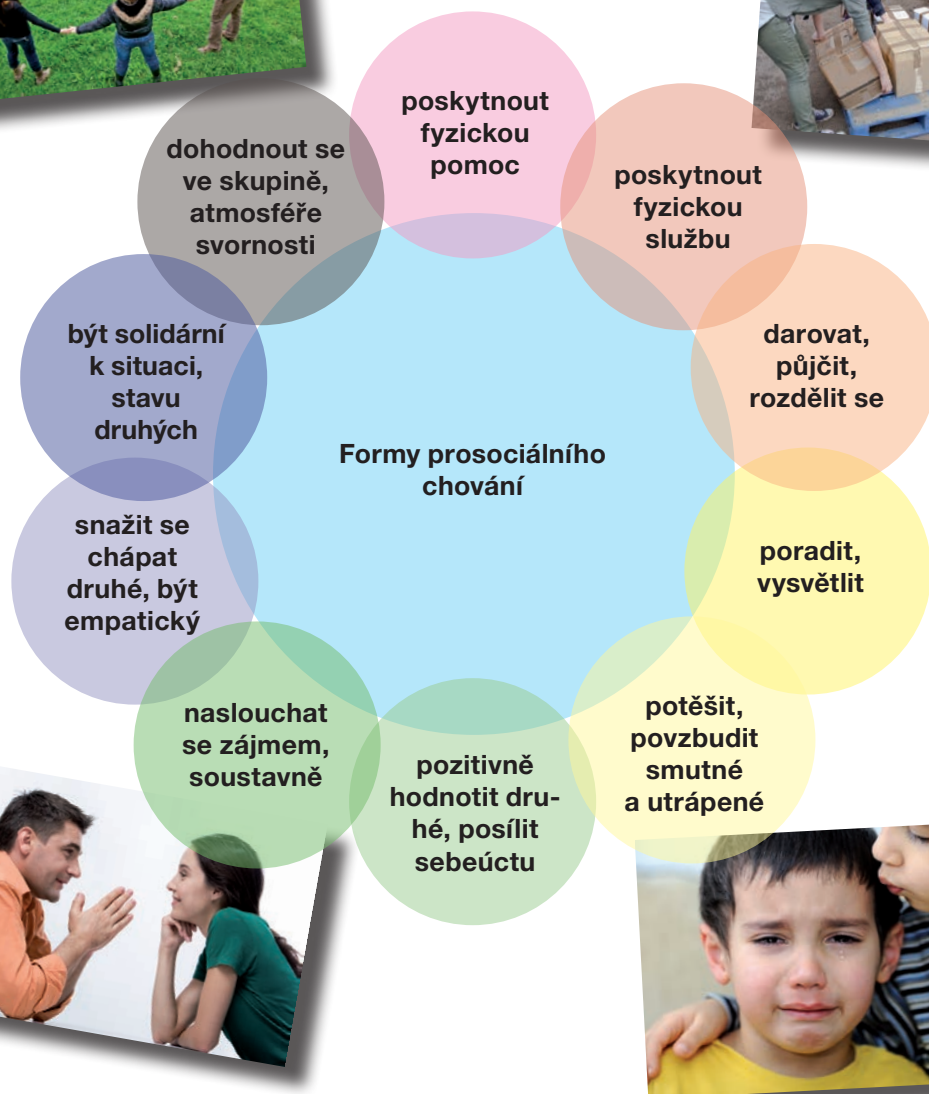 poskytnout
fyzickou
pomoc
poskytnout
fyzickou
službu
darovat,
půjčit,
rozdělit se
poradit,
vysvětlit
potěšit,
povzbudit
smutné
a utrápené
pozitivně
hodnotit dru-
hé, posílit
sebeúctu
naslouchat
se zájmem,
soustavně
snažit se
chápat
druhé, být
empatický
být solidární
k situaci,
stavu
druhých
dohodnout se
ve skupině,
atmosféře
svornosti
Formy prosociálního
chování